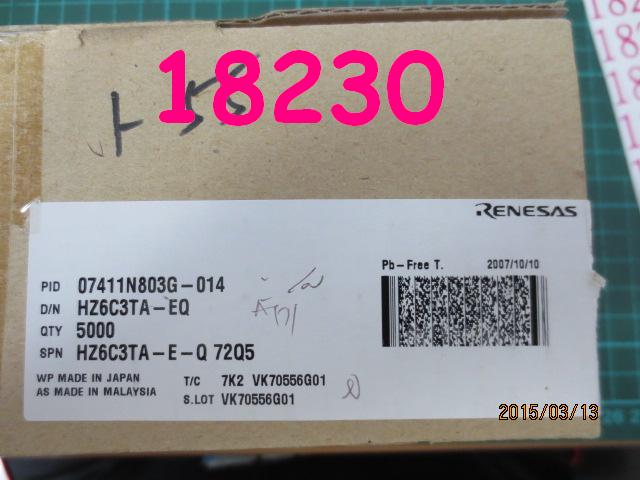 18230
RENESAS
Pb-Free T. 2007/10/10
PID 07411N803G-014
D/N HZ6C3TA-EQ
QTY 5000
SPN HZ6C3TA-E-Q 72Q5
WP MADE IN JAPAN T/C 7K2 VK70556G01
AS MADE IN MALAYSIA S.LOT VK70556G01
2015/03/13